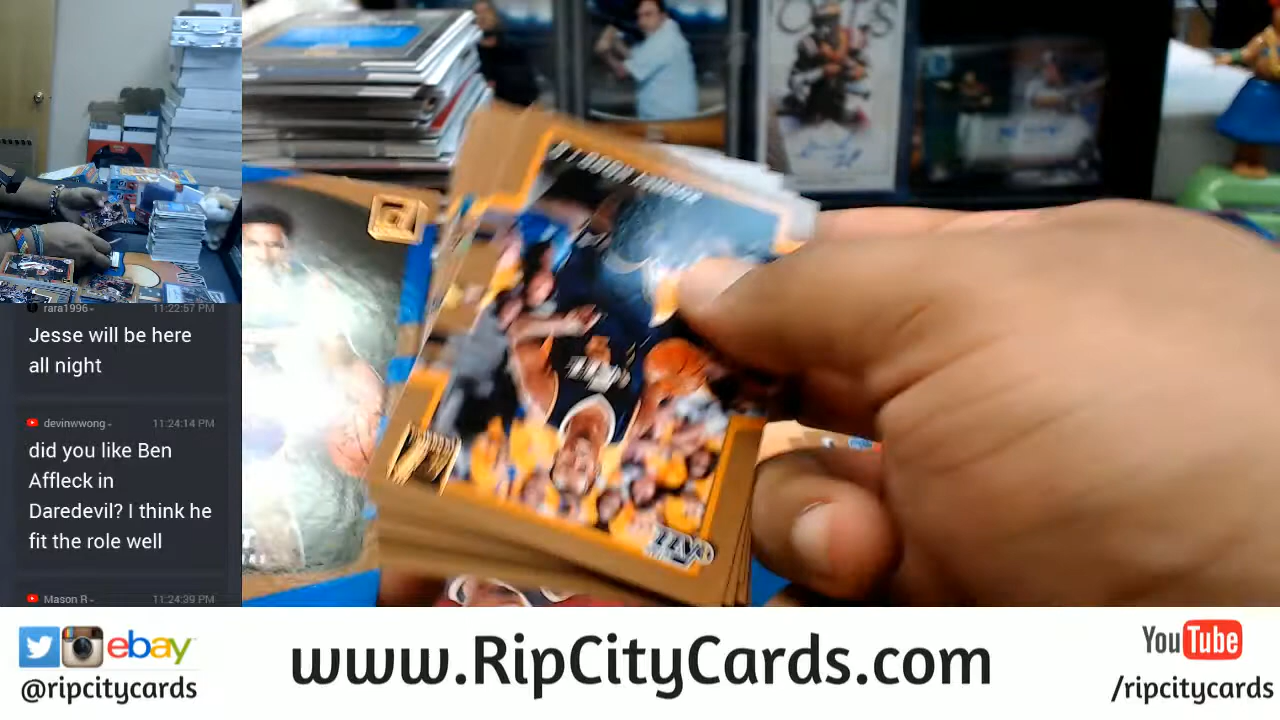 rara1996
11:22:57 PM
Jesse will be here
all night
devinwwong
11:24:14 PM
did you like Ben
Affleck in
Daredevil? I think he
fit the role well
Mason R
11:24:39 PM
ebay
@ripcitycards
www.RipCityCards.com
YouTube
/ripcitycards